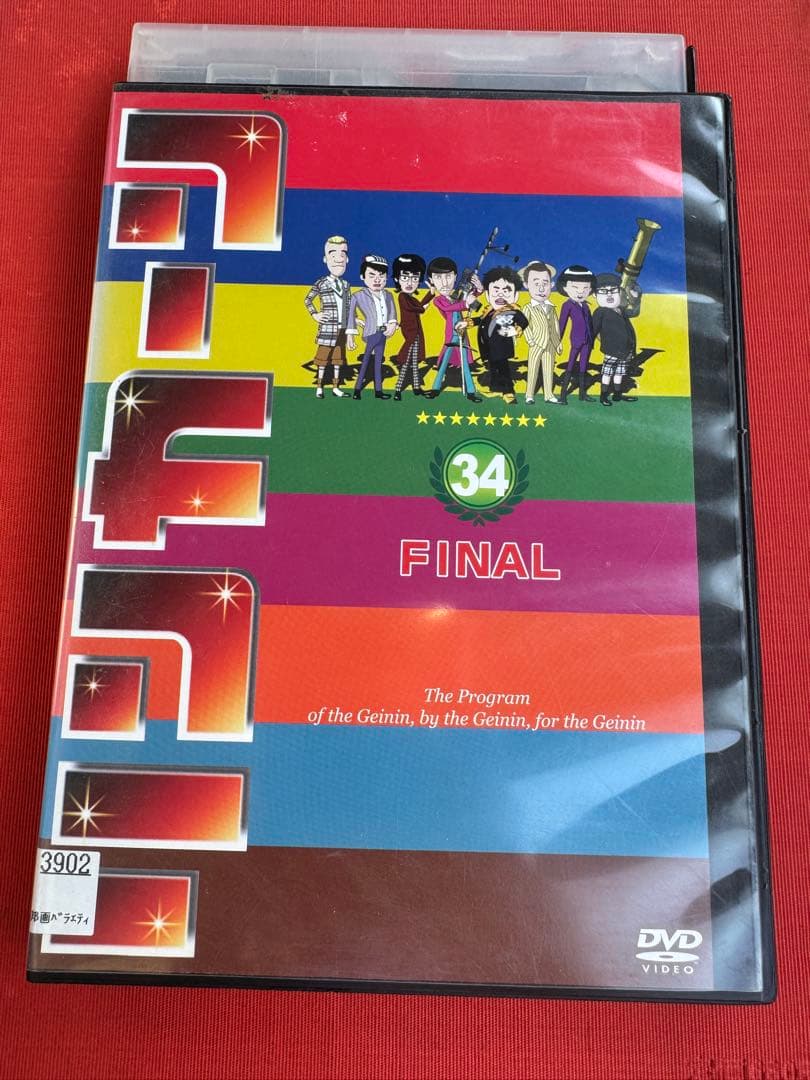 ★★★★★★★★
34
FINAL
The Program
of the Geinin, by the Geinin, for the Geinin
3902
邦画ﾊﾞﾗｴﾃｨ
DVD
VIDEO